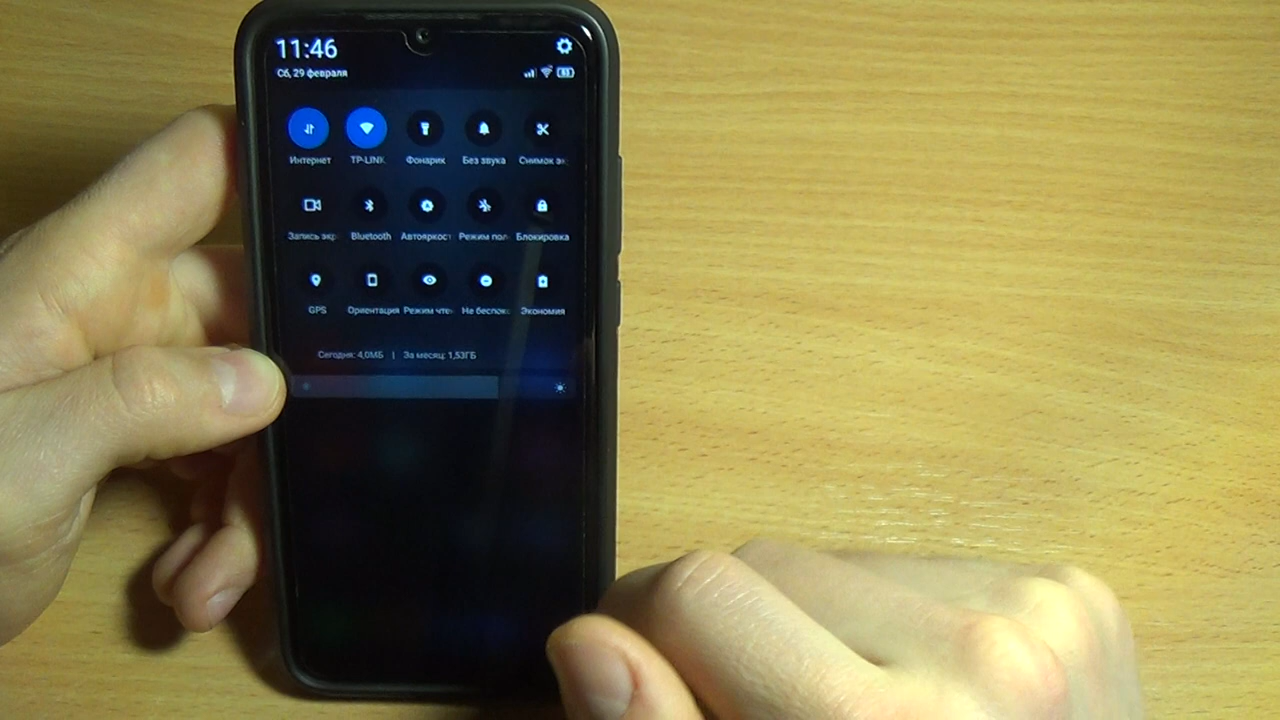 11:46
Сб, 29 февраля
Интернет TP-LINK Фонарик Без звука Снимок эк
Запись экр Bluetooth Автояркост Режим пол Блокировка
GPS Ориентация Режим чте Не беспок Экономия
Сегодня: 4,0МБ | За месяц: 1,53ГБ